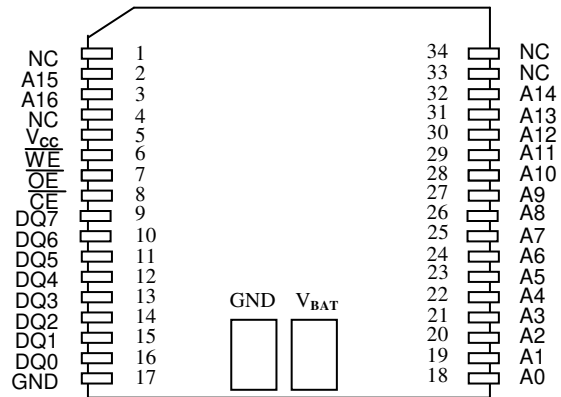 NC 1 34 NC
A15 2 33 NC
A16 3 32 A14
NC 4 31 A13
Vcc 5 30 A12
W̅E̅ 6 29 A11
O̅E̅ 7 28 A10
C̅E̅ 8 27 A9
DQ7 9 26 A8
DQ6 10 25 A7
DQ5 11 24 A6
DQ4 12 23 A5
DQ3 13 22 A4
DQ2 14 21 A3
DQ1 15 20 A2
DQ0 16 19 A1
GND 17 18 A0
GND VBAT